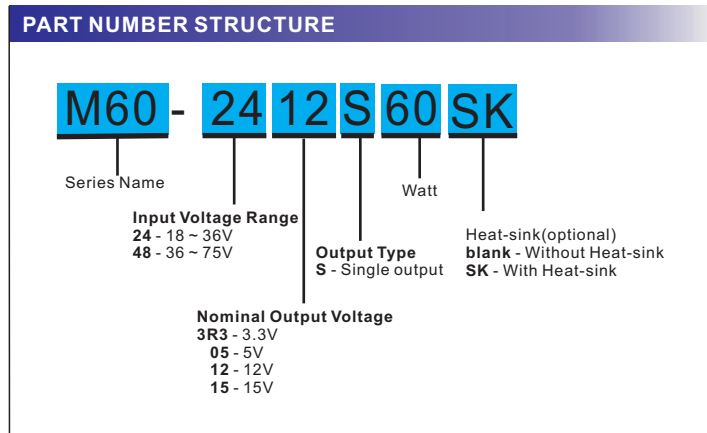 PART NUMBER STRUCTURE
M60 - 24 12 S 60 SK
Series Name
Watt
Input Voltage Range
24 - 18 ~ 36V
48 - 36 ~ 75V
Output Type
S - Single output
Heat-sink(optional)
blank - Without Heat-sink
SK - With Heat-sink
Nominal Output Voltage
3R3 - 3.3V
05 - 5V
12 - 12V
15 - 15V